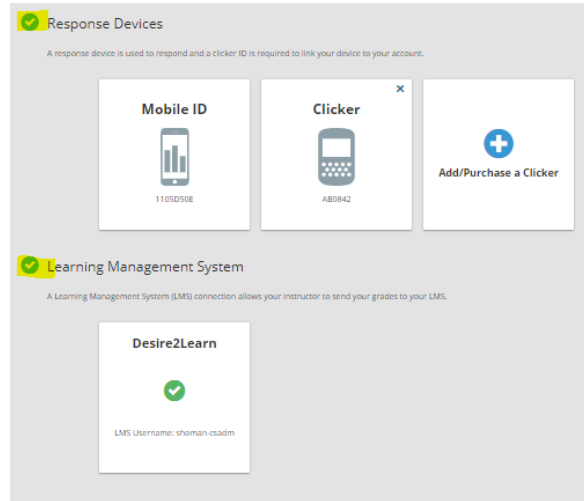 Response Devices
A response device is used to respond and a clicker ID is required to link your device to your account.
Mobile ID
Clicker
×
1105D50E
AB0842
Add/Purchase a Clicker
Learning Management System
A Learning Management System (LMS) connection allows your instructor to send your grades to your LMS.
Desire2Learn
LMS Username: shoman-csadm